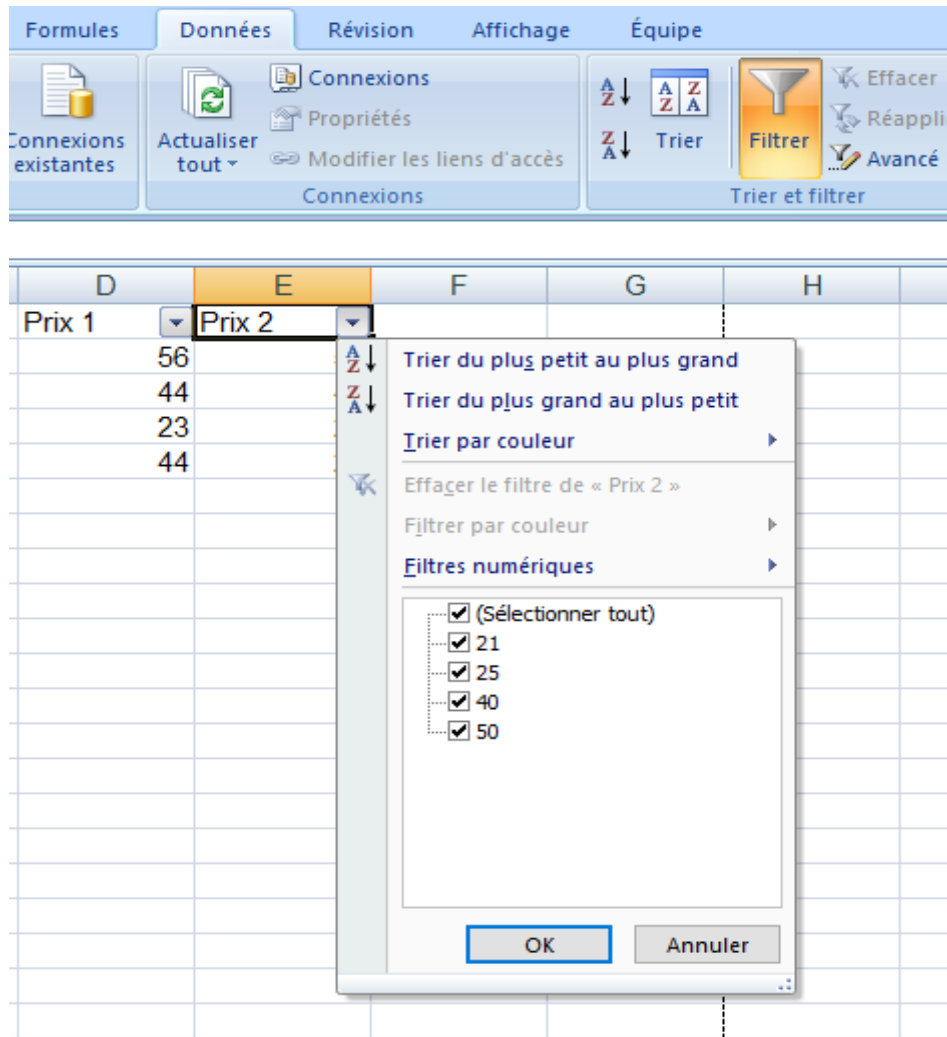 Formules Données Révision Affichage Équipe
Connexions
Propriétés
Modifier les liens d'accès
existantes
Actualiser
tout
Trier
Filtrer
Effacer
Avancé
Connexions
Trier et filtrer
D E F G H
Prix 1 Prix 2
56
44
23
44
Trier du plus petit au plus grand
Trier du plus grand au plus petit
Trier par couleur
Effacer le filtre de « Prix 2 »
Filtrer par couleur
Filtres numériques
(Sélectionner tout)
21
25
40
50
OK Annuler